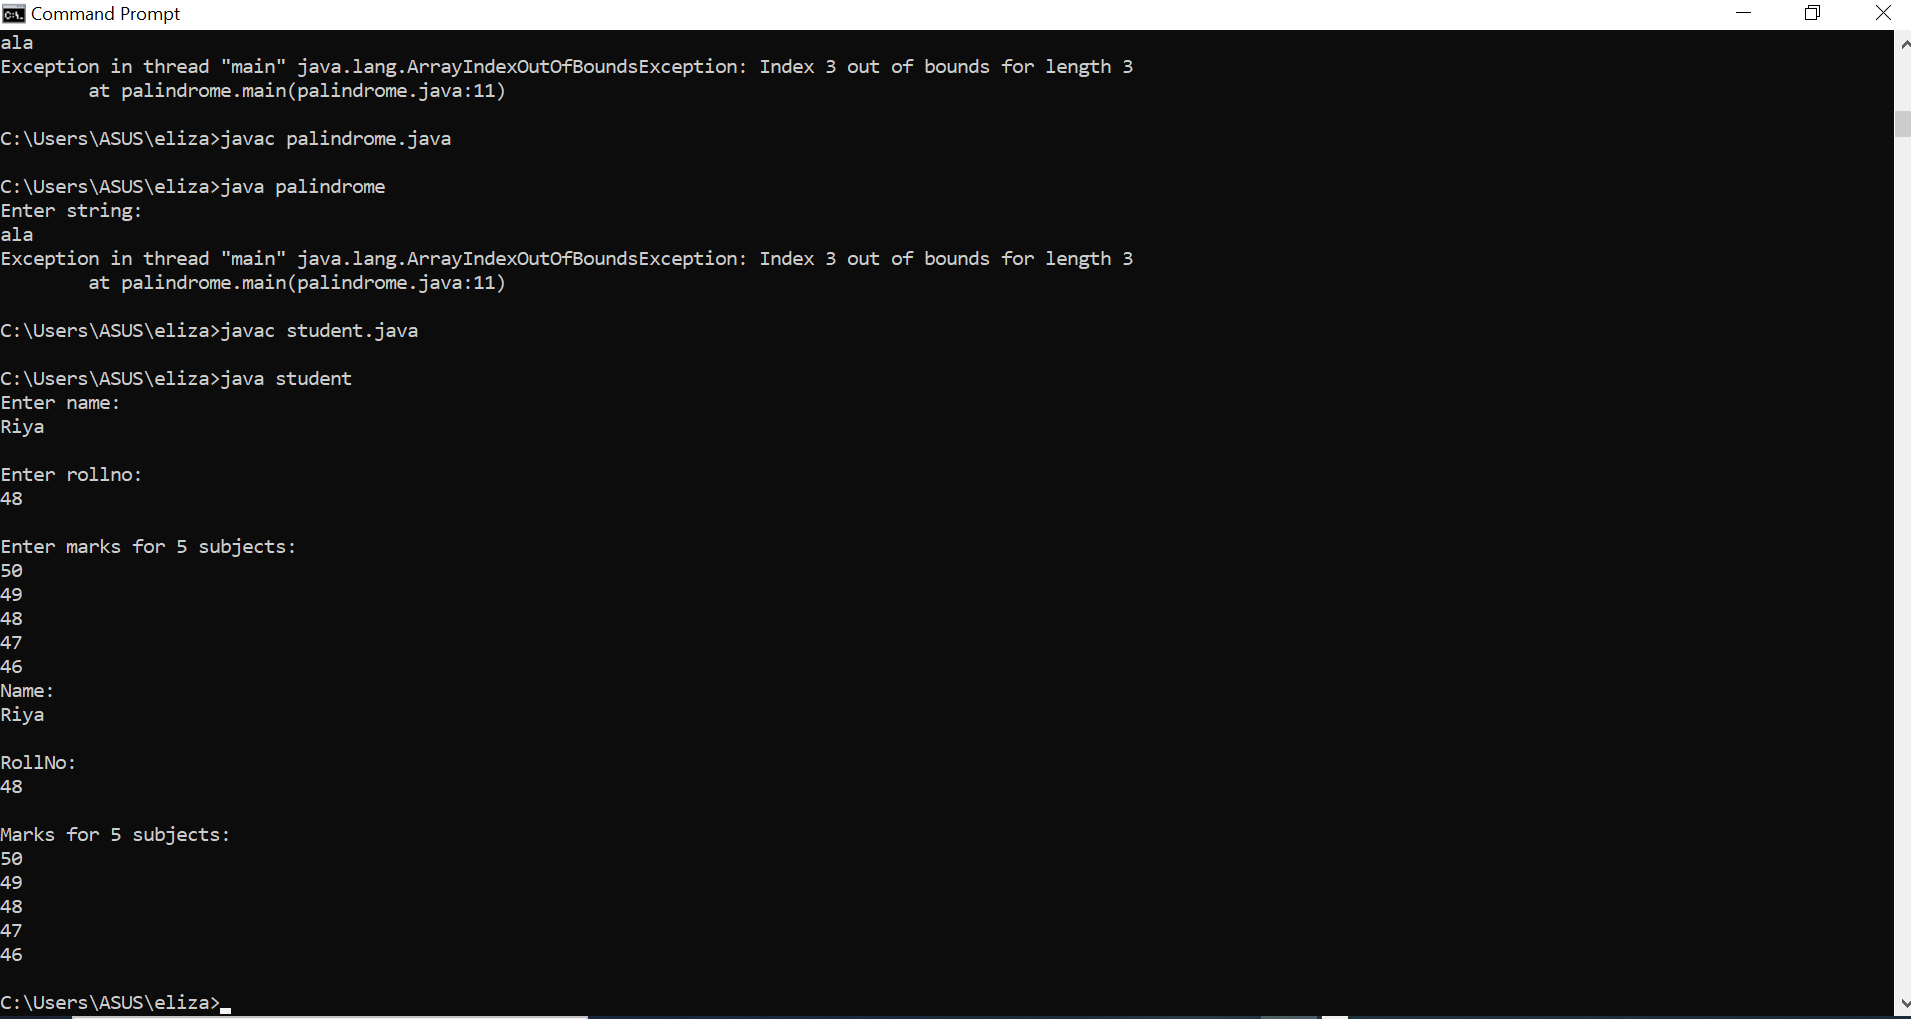 Command Prompt
ala
Exception in thread "main" java.lang.ArrayIndexOutOfBoundsException: Index 3 out of bounds for length 3
        at palindrome.main(palindrome.java:11)

C:\Users\ASUS\eliza>javac palindrome.java

C:\Users\ASUS\eliza>java palindrome
Enter string:
ala
Exception in thread "main" java.lang.ArrayIndexOutOfBoundsException: Index 3 out of bounds for length 3
        at palindrome.main(palindrome.java:11)

C:\Users\ASUS\eliza>javac student.java

C:\Users\ASUS\eliza>java student
Enter name:
Riya

Enter rollno:
48

Enter marks for 5 subjects:
50
49
48
47
46
Name:
Riya

RollNo:
48

Marks for 5 subjects:
50
49
48
47
46

C:\Users\ASUS\eliza>